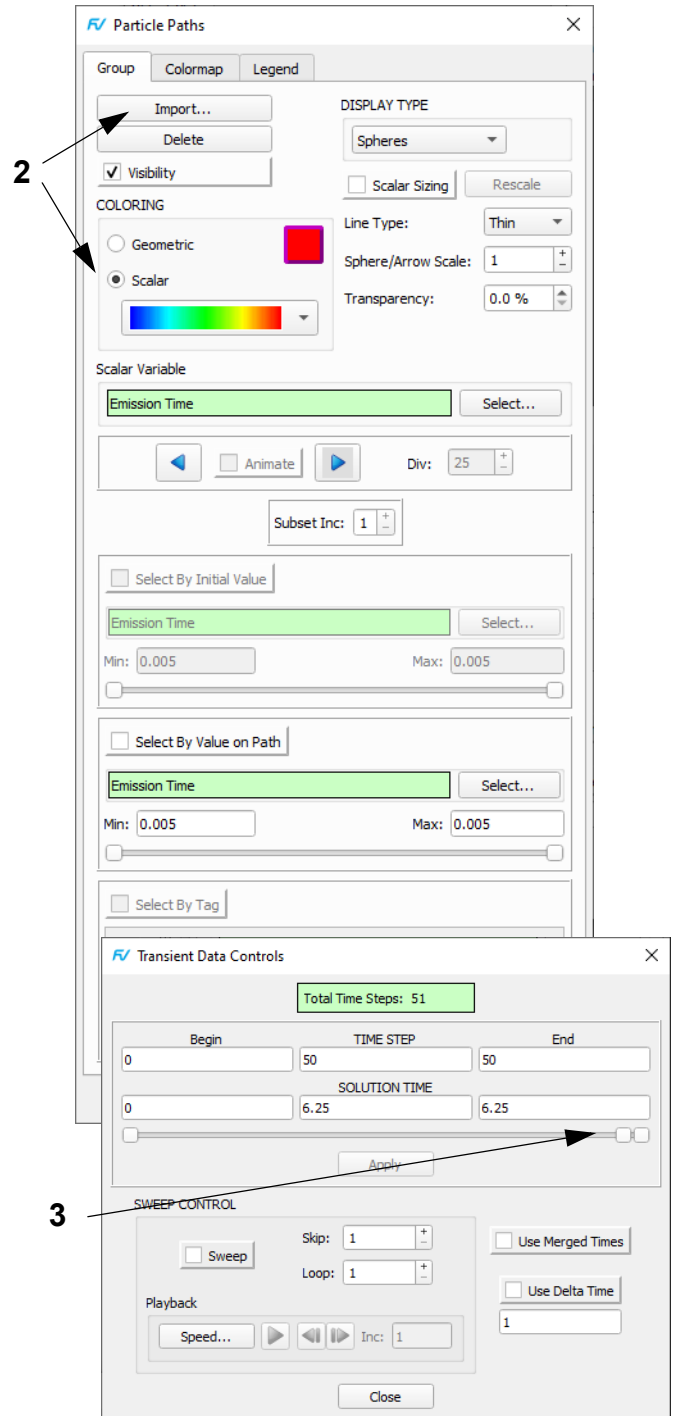 FV Particle Paths
Group Colormap Legend
Import...
Delete
Visibility
DISPLAY TYPE
Spheres
Scalar Sizing Rescale
2
COLORING
Geometric
Scalar
Line Type: Thin
Sphere/Arrow Scale: 1
Transparency: 0.0 %
Scalar Variable
Emission Time Select...
Animate Div: 25
Subset Inc: 1
Select By Initial Value
Emission Time Select...
Min: 0.005 Max: 0.005
Select By Value on Path
Emission Time Select...
Min: 0.005 Max: 0.005
Select By Tag
FV Transient Data Controls
Total Time Steps: 51
Begin TIME STEP End
0 50 50
SOLUTION TIME
0 6.25 6.25
Apply
3
SWEEP CONTROL
Sweep
Skip: 1
Loop: 1
Use Merged Times
Use Delta Time
1
Playback
Speed... Inc: 1
Close